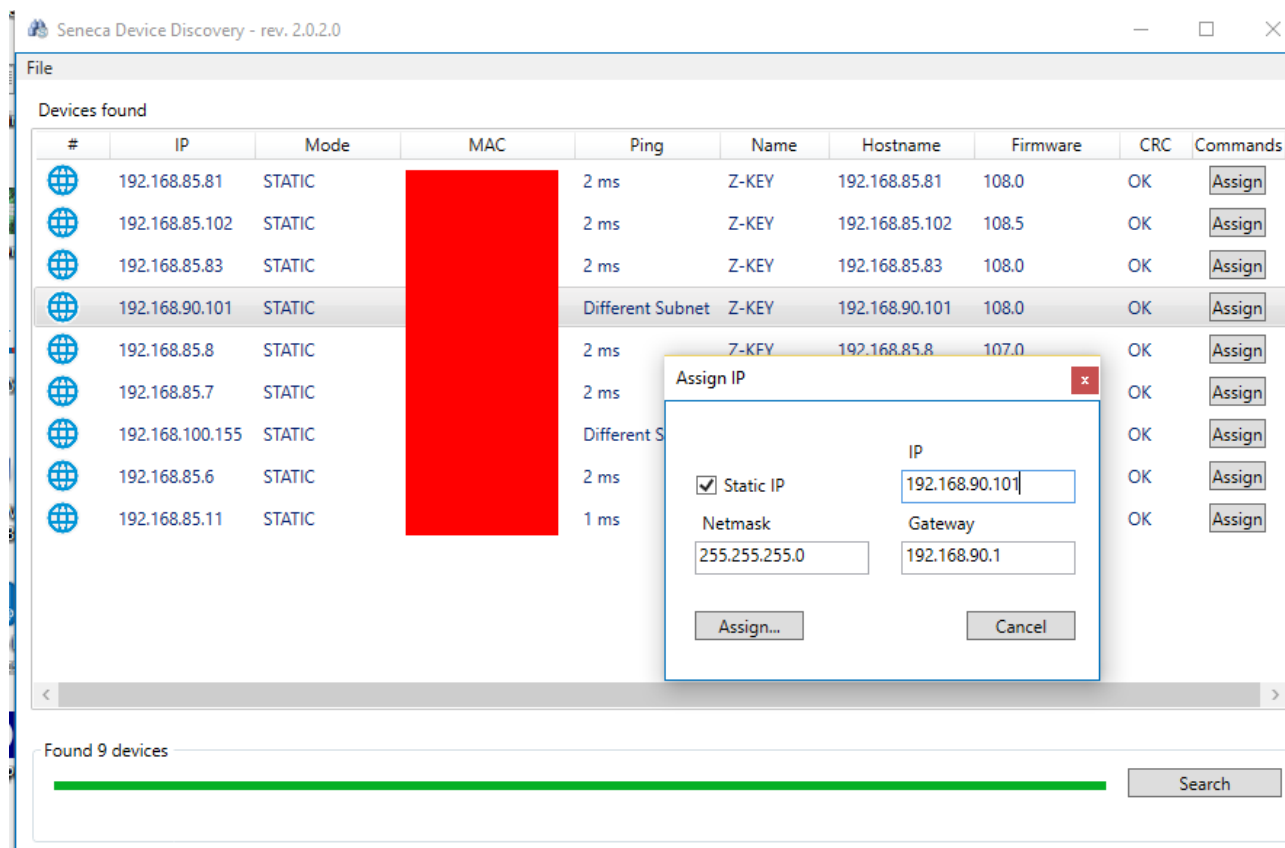 Seneca Device Discovery - rev. 2.0.2.0
File
Devices found
# IP Mode MAC Ping Name Hostname Firmware CRC Commands
192.168.85.81 STATIC 2 ms Z-KEY 192.168.85.81 108.0 OK Assign
192.168.85.102 STATIC 2 ms Z-KEY 192.168.85.102 108.5 OK Assign
192.168.85.83 STATIC 2 ms Z-KEY 192.168.85.83 108.0 OK Assign
192.168.90.101 STATIC Different Subnet Z-KEY 192.168.90.101 108.0 OK Assign
192.168.85.8 STATIC 2 ms Z-KEY 192.168.85.8 107.0 OK Assign
192.168.85.7 STATIC 2 ms OK Assign
192.168.100.155 STATIC Different S OK Assign
192.168.85.6 STATIC 2 ms OK Assign
192.168.85.11 STATIC 1 ms OK Assign
Assign IP
x
IP
Static IP 192.168.90.101
Netmask Gateway
255.255.255.0 192.168.90.1
Assign... Cancel
Found 9 devices
Search